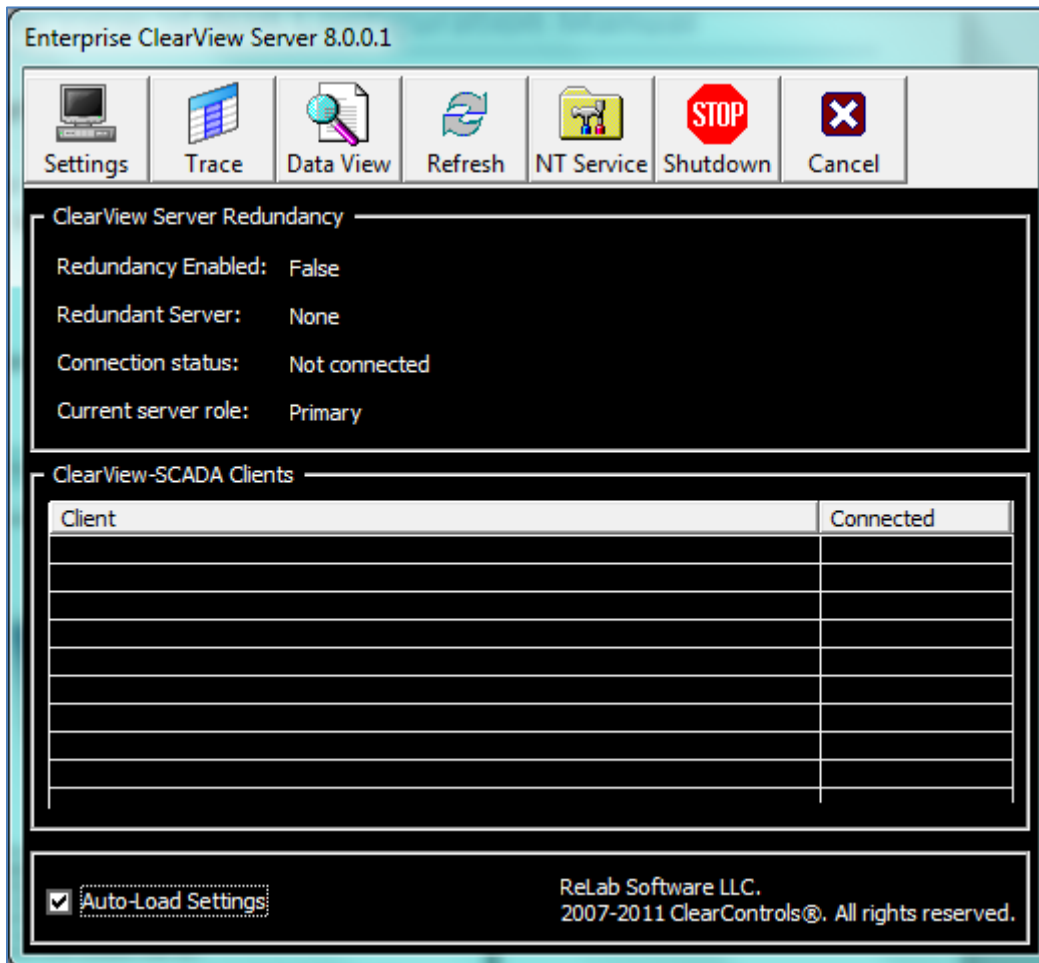 Enterprise ClearView Server 8.0.0.1
Settings Trace Data View Refresh NT Service STOP Shutdown Cancel
ClearView Server Redundancy
Redundancy Enabled: False
Redundant Server: None
Connection status: Not connected
Current server role: Primary
ClearView-SCADA Clients
Client Connected
Auto-Load Settings
ReLab Software LLC.
2007-2011 ClearControls®. All rights reserved.